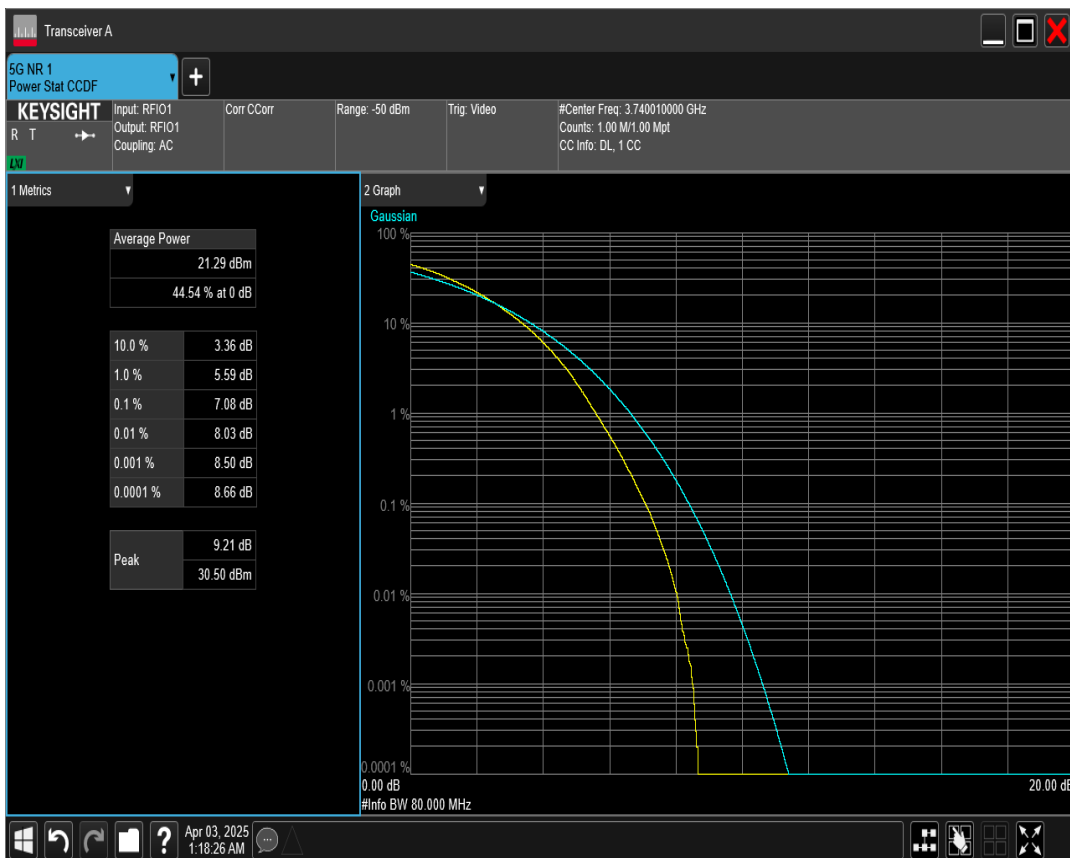 Transceiver A
5G NR 1
Power Stat CCDF
KEYSIGHT
R T
LXI
Input: RFIO1
Output: RFIO1
Coupling: AC
Corr CCorr
Range: -50 dBm
Trig: Video
#Center Freq: 3.740010000 GHz
Counts: 1.00 M/1.00 Mpt
CC Info: DL, 1 CC
1 Metrics
Average Power
21.29 dBm
44.54 % at 0 dB
10.0 % 3.36 dB
1.0 % 5.59 dB
0.1 % 7.08 dB
0.01 % 8.03 dB
0.001 % 8.50 dB
0.0001 % 8.66 dB
Peak
9.21 dB
30.50 dBm
2 Graph
Gaussian
100 %
10 %
1 %
0.1 %
0.01 %
0.001 %
0.0001 %
0.00 dB 20.00 dB
#Info BW 80.000 MHz
?
Apr 03, 2025
1:18:26 AM